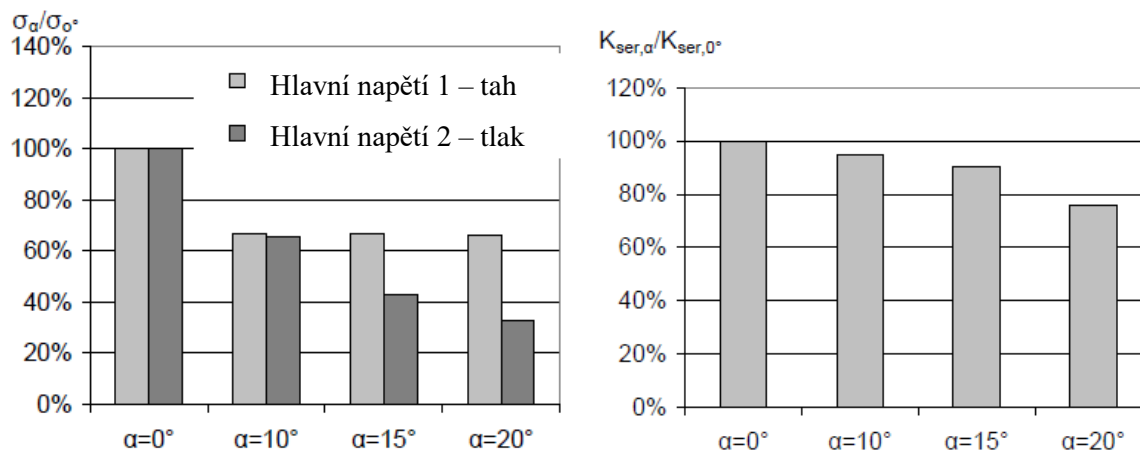 σα/σ0°
140%
120%
100%
80%
60%
40%
20%
0%
Hlavní napětí 1 – tah
Hlavní napětí 2 – tlak
α=0° α=10° α=15° α=20°
Kser,α/Kser,0°
120%
100%
80%
60%
40%
20%
0%
α=0° α=10° α=15° α=20°